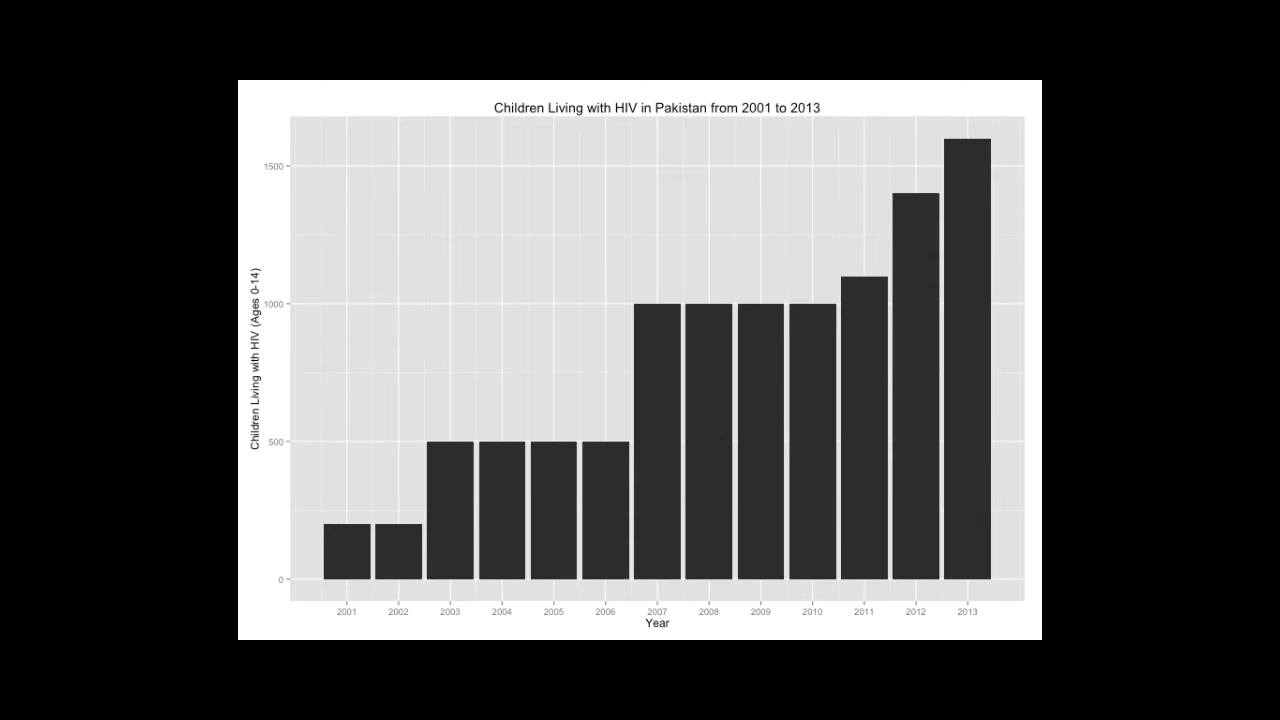 Children Living with HIV in Pakistan from 2001 to 2013
Children Living with HIV (Ages 0-14)
1500
1000
500
0
2001 2002 2003 2004 2005 2006 2007 2008 2009 2010 2011 2012 2013
Year